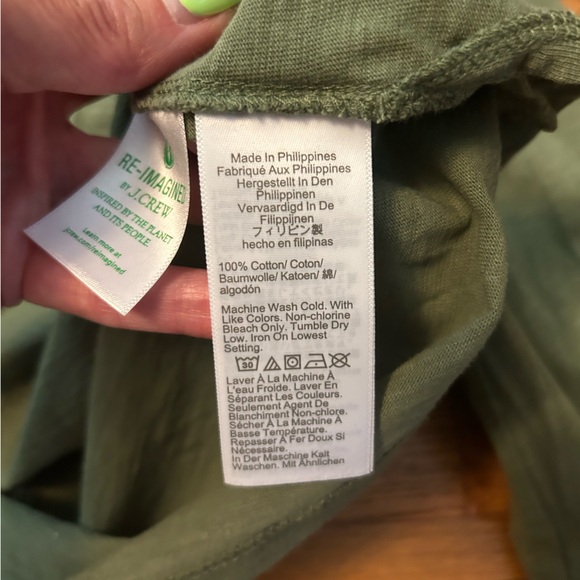 RE-IMAGINED
BY J.CREW
INSPIRED BY THE PLANET
AND ITS PEOPLE.
Learn more at
jcrew.com/reimagined
Made In Philippines
Fabriqué Aux Philippines
Hergestellt In Den
Philippinen
Vervaardigd In De
Filippijnen
フィリピン製
hecho en filipinas
100% Cotton/ Coton/
Baumwolle/ Katoen/ 綿/
algodón
Machine Wash Cold. With
Like Colors. Non-chlorine
Bleach Only. Tumble Dry
Low. Iron On Lowest
Setting.
30
Laver À La Machine À
L'eau Froide. Laver En
Séparant Les Couleurs.
Seulement Agent De
Blanchiment Non-chlore.
Sécher À La Machine À
Basse Température.
Repasser À Fer Doux Si
Nécessaire.
In Der Maschine Kalt
Waschen. Mit Ähnlichen